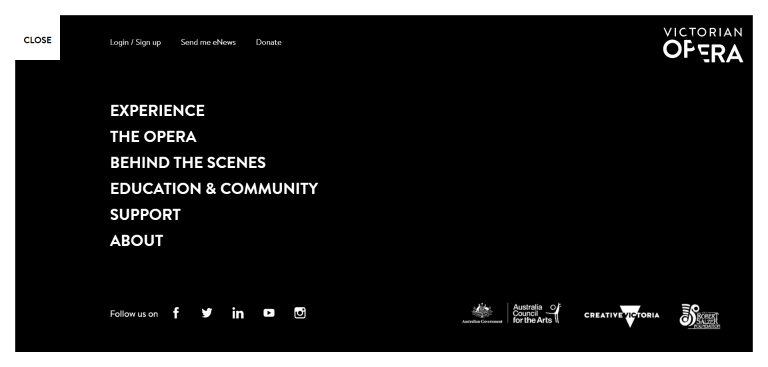 CLOSE
Login / Sign up
Send me eNews
Donate
VICTORIAN
OPERA
EXPERIENCE
THE OPERA
BEHIND THE SCENES
EDUCATION & COMMUNITY
SUPPORT
ABOUT
Follow us on
Australian Government
Australia
Council
for the Arts
CREATIVE VICTORIA
ROBERT
SALZER
FOUNDATION